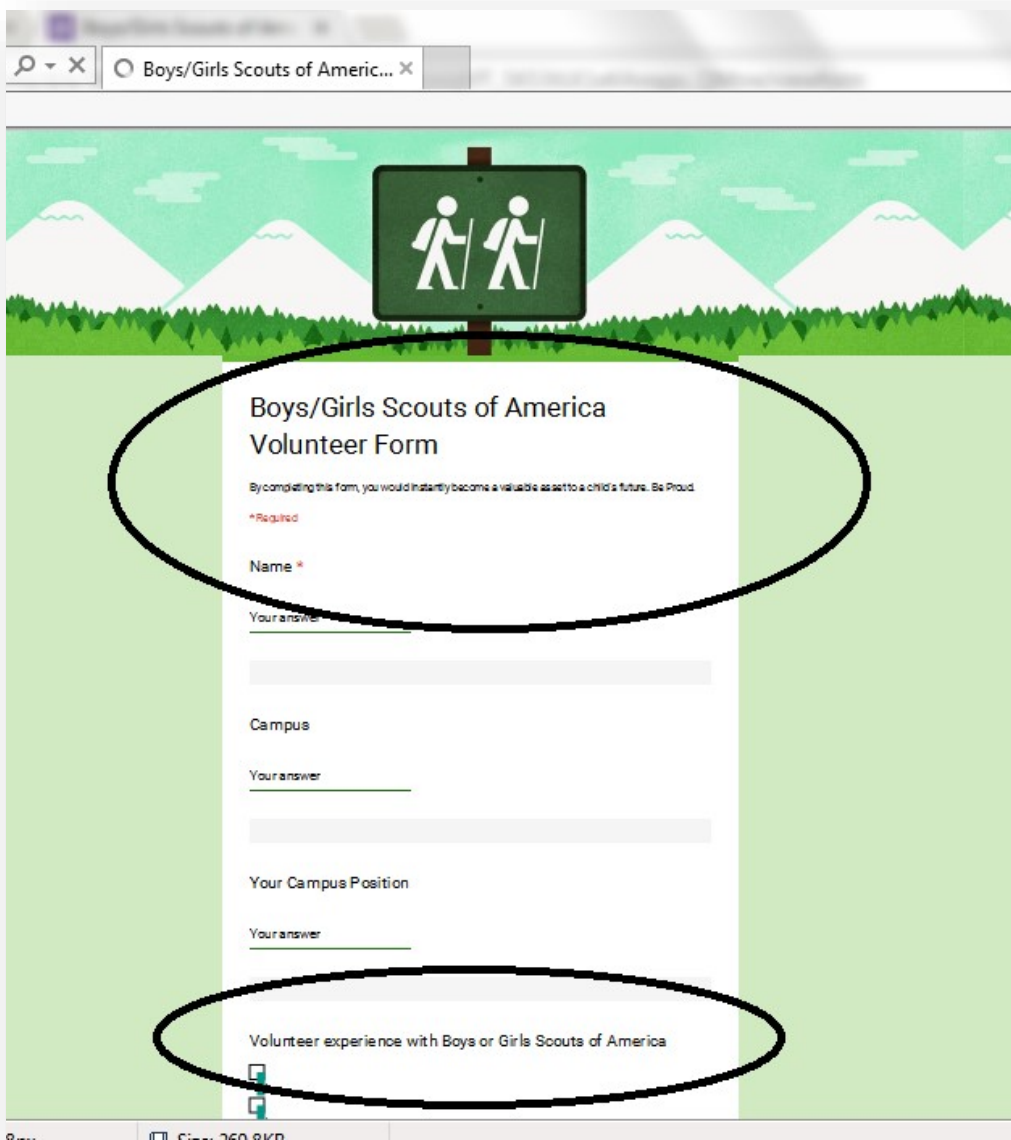 Boys/Girls Scouts of Americ...
Boys/Girls Scouts of America
Volunteer Form
By completing this form, you would instantly become a valuable asset to a child's future. Be Proud.
*Required
Name *
Your answer
Campus
Your answer
Your Campus Position
Your answer
Volunteer experience with Boys or Girls Scouts of America
Size: 269.8KB